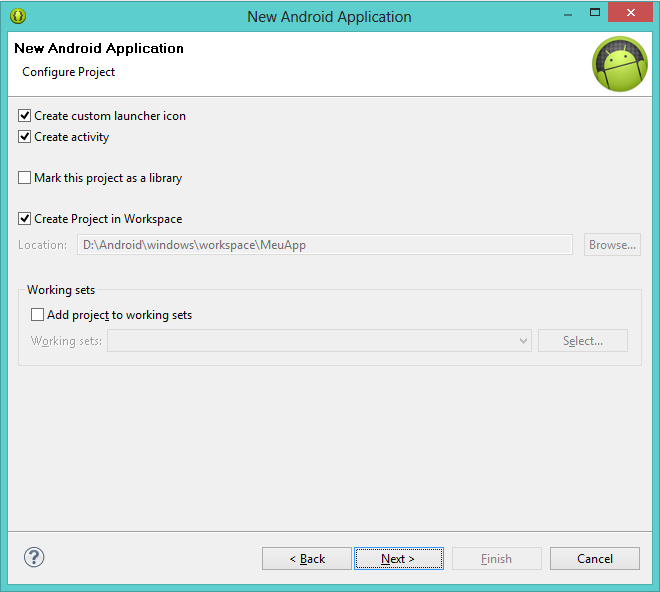 New Android Application
New Android Application
Configure Project
Create custom launcher icon
Create activity
Mark this project as a library
Create Project in Workspace
Location: D:\Android\windows\workspace\MeuApp Browse...
Working sets
Add project to working sets
Working sets: Select...
? < Back Next > Finish Cancel